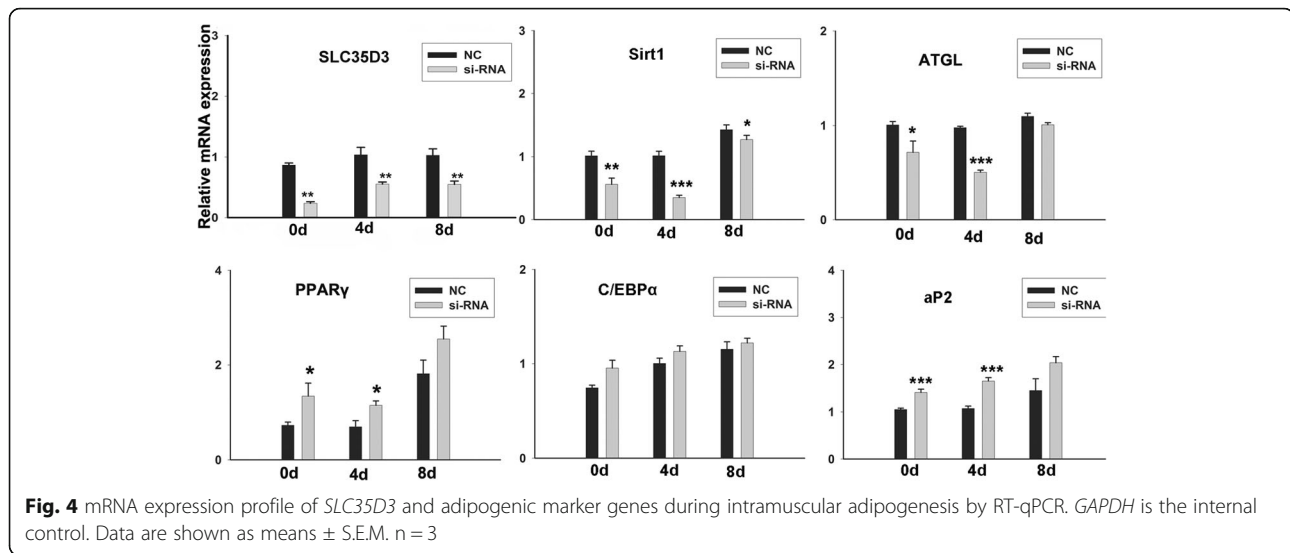 SLC35D3
NC
si-RNA
Relative mRNA expression
3
2
1
0
**
**
**
0d
4d
8d
Sirt1
NC
si-RNA
3
2
1
0
**
***
*
0d
4d
8d
ATGL
NC
si-RNA
2
1
0
*
***
0d
4d
8d
PPARγ
NC
si-RNA
4
2
0
*
*
0d
4d
8d
C/EBPα
NC
si-RNA
2
1
0
0d
4d
8d
aP2
NC
si-RNA
4
3
2
1
0
***
***
0d
4d
8d
Fig. 4 mRNA expression profile of SLC35D3 and adipogenic marker genes during intramuscular adipogenesis by RT-qPCR. GAPDH is the internal
control. Data are shown as means ± S.E.M. n = 3